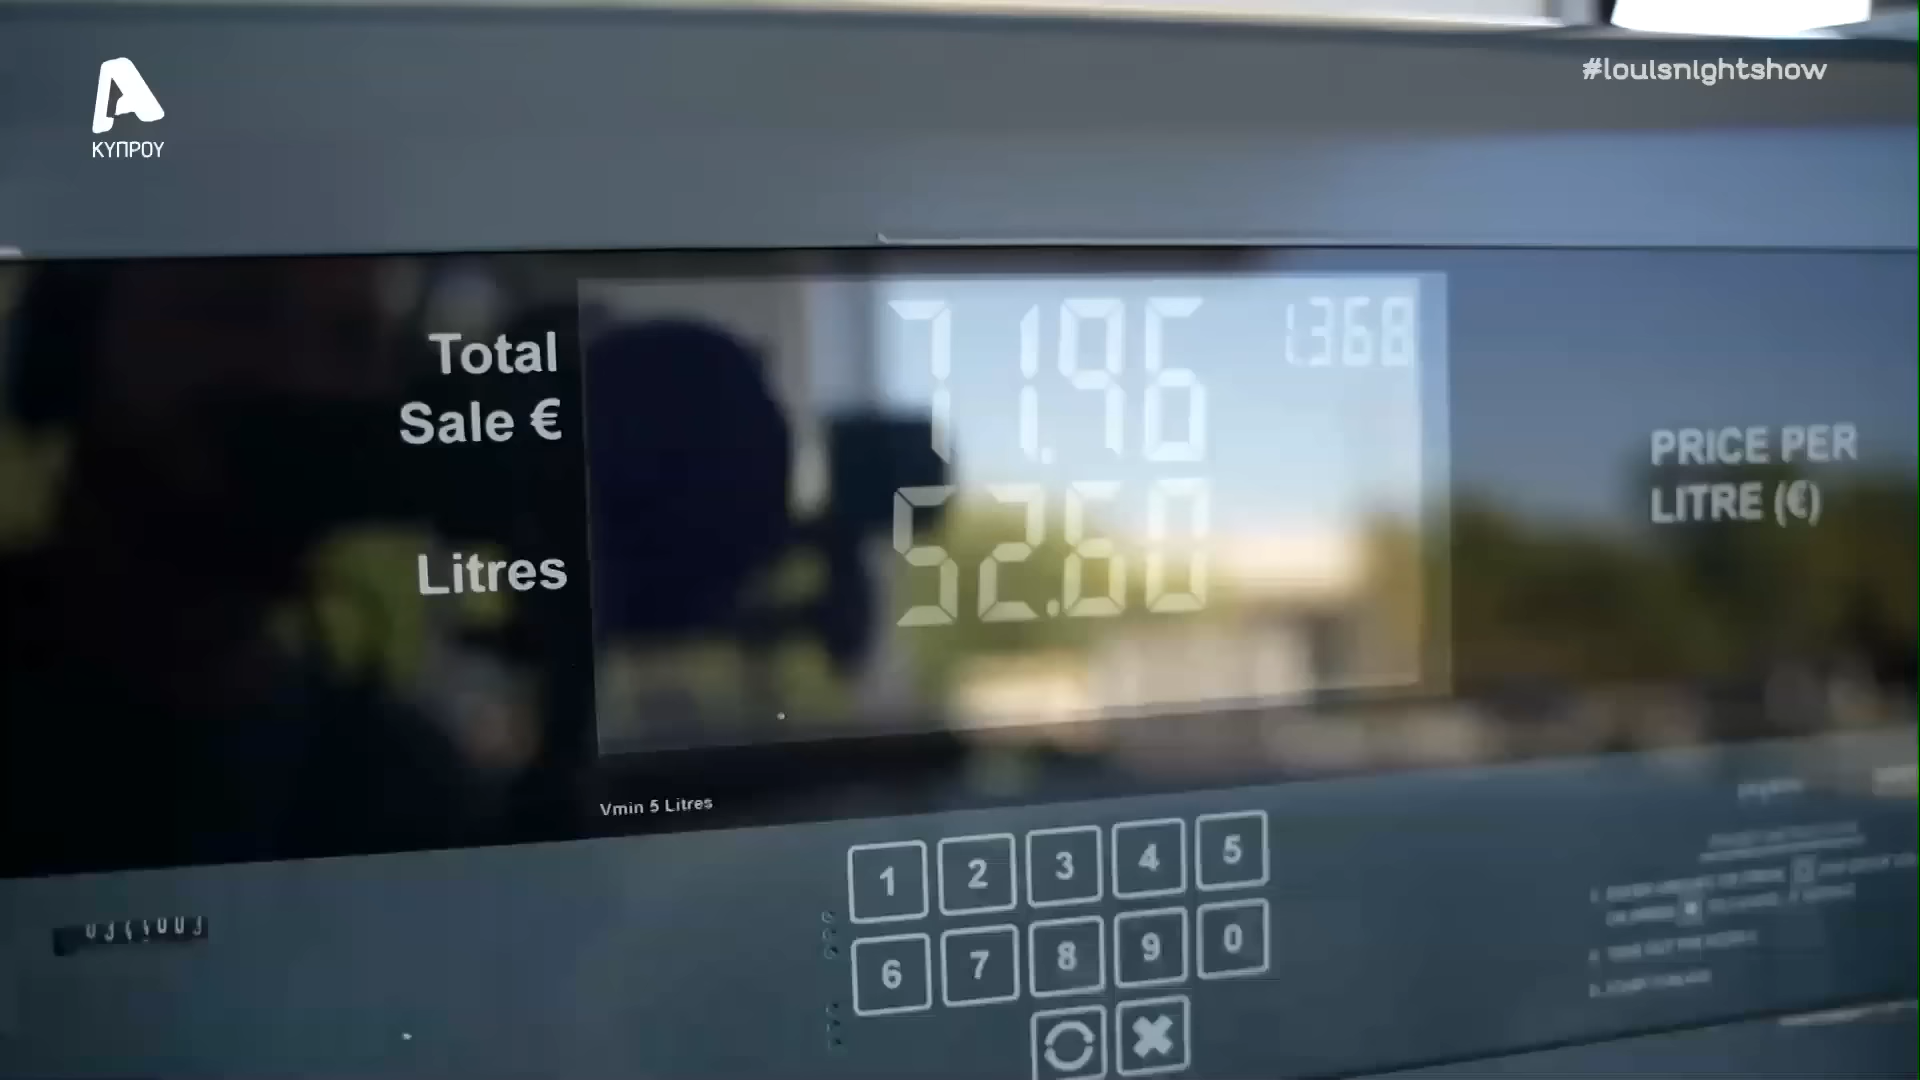 ΚΥΠΡΟΥ
#louisnightshow
Total
Sale €
71.96
1.368
Litres
52.60
PRICE PER
LITRE (€)
Vmin 5 Litres
1 2 3 4 5
6 7 8 9 0